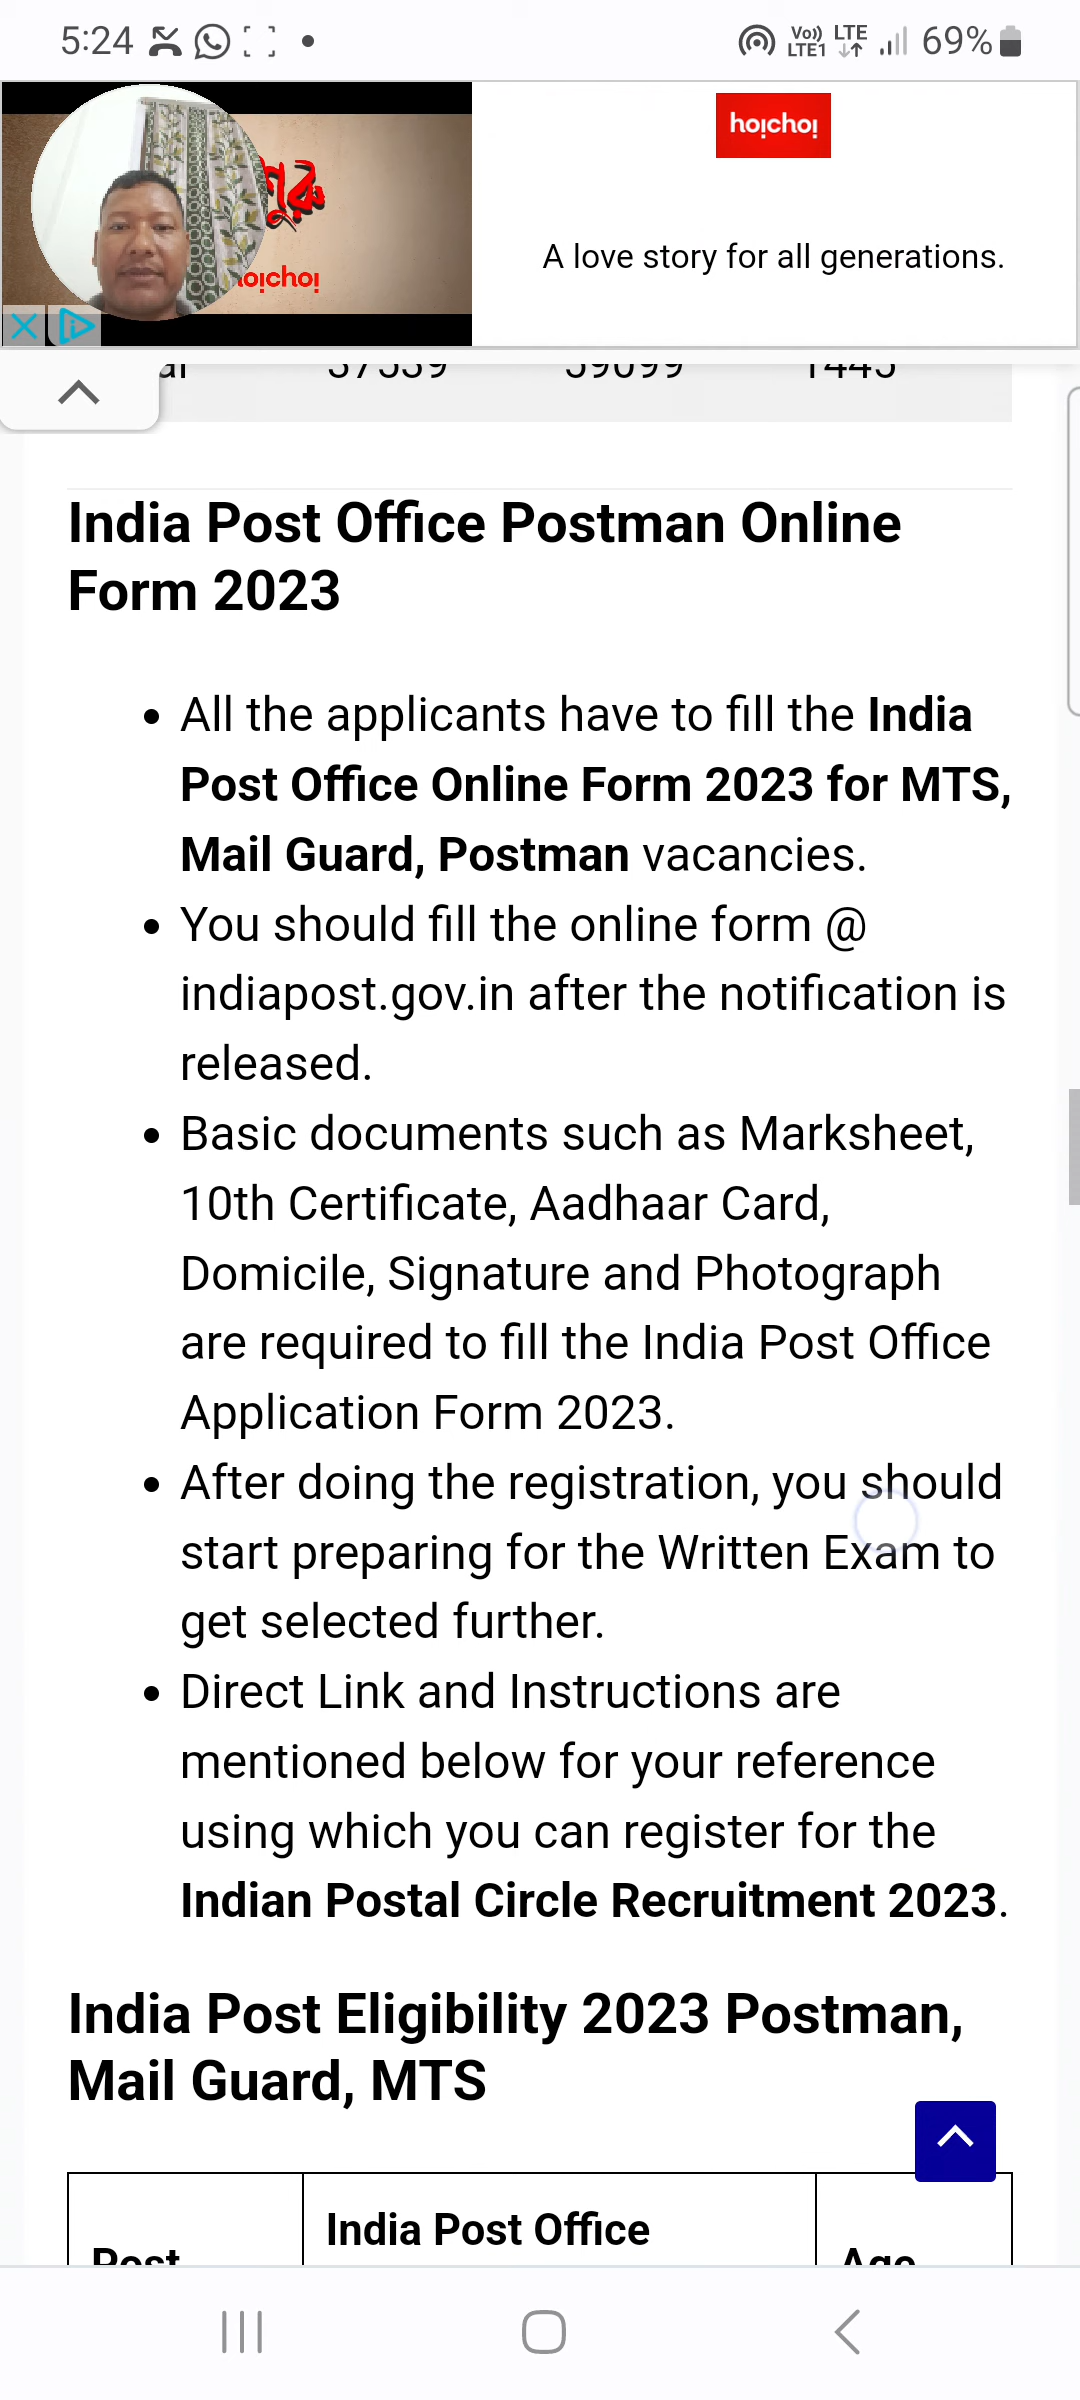 5:24
Vo)) LTE1 LTE 69%
hoichoi
A love story for all generations.
hoichoi
India Post Office Postman Online
Form 2023
• All the applicants have to fill the India
Post Office Online Form 2023 for MTS,
Mail Guard, Postman vacancies.
• You should fill the online form @
indiapost.gov.in after the notification is
released.
• Basic documents such as Marksheet,
10th Certificate, Aadhaar Card,
Domicile, Signature and Photograph
are required to fill the India Post Office
Application Form 2023.
• After doing the registration, you should
start preparing for the Written Exam to
get selected further.
• Direct Link and Instructions are
mentioned below for your reference
using which you can register for the
Indian Postal Circle Recruitment 2023.
India Post Eligibility 2023 Postman,
Mail Guard, MTS
India Post Office
Post
Age